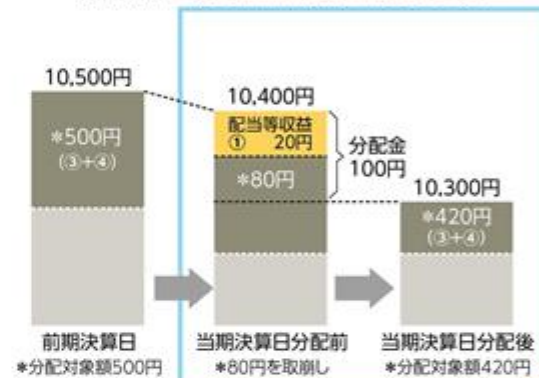 10,500円
10,400円
*500円
(③+④)
配当等収益
① 20円
分配金
100円
*80円
10,300円
*420円
(③+④)
前期決算日
当期決算日分配前
当期決算日分配後
*分配対象額500円
*80円を取崩し
*分配対象額420円